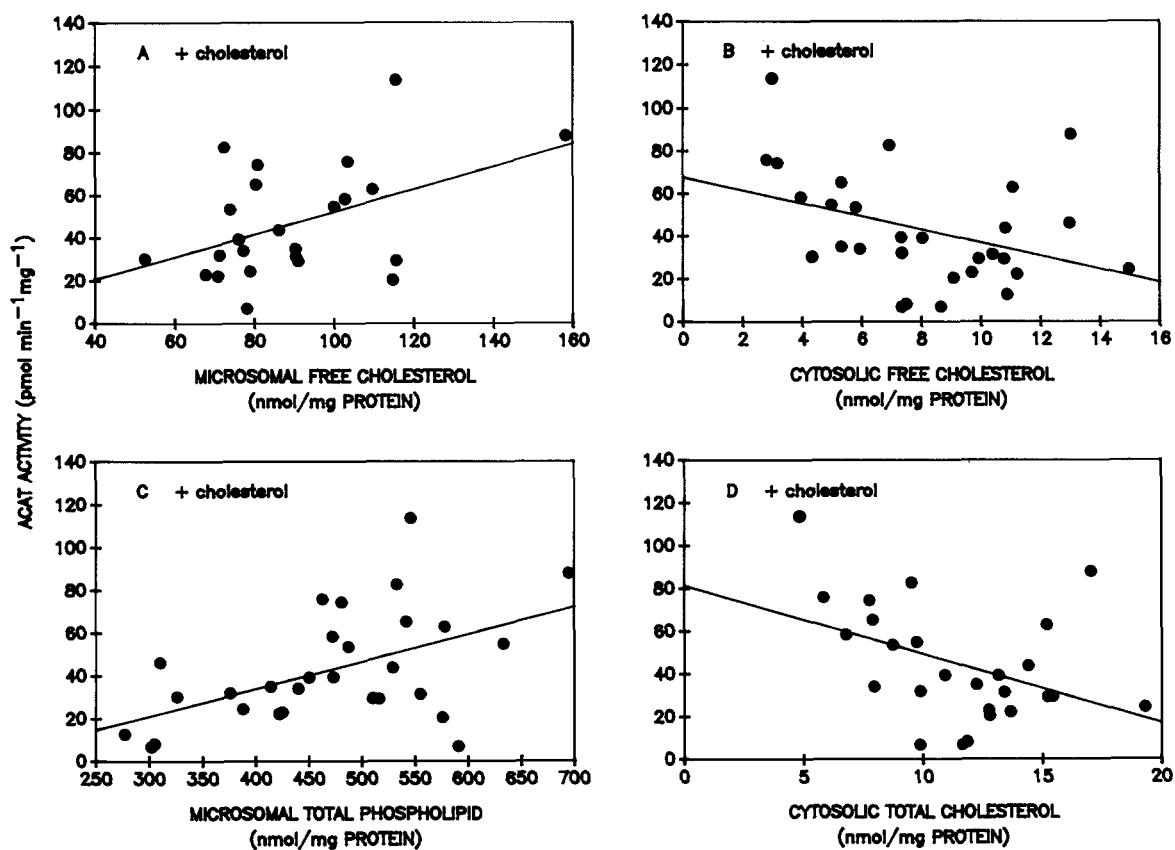 ACAT ACTIVITY (pmol min⁻¹mg⁻¹)
140
120
100
80
60
40
20
0
A + cholesterol
40 60 80 100 120 140 160
MICROSOMAL FREE CHOLESTEROL
(nmol/mg PROTEIN)
140
120
100
80
60
40
20
0
B + cholesterol
0 2 4 6 8 10 12 14 16
CYTOSOLIC FREE CHOLESTEROL
(nmol/mg PROTEIN)
140
120
100
80
60
40
20
0
C + cholesterol
250 300 350 400 450 500 550 600 650 700
MICROSOMAL TOTAL PHOSPHOLIPID
(nmol/mg PROTEIN)
140
120
100
80
60
40
20
0
D + cholesterol
0 5 10 15 20
CYTOSOLIC TOTAL CHOLESTEROL
(nmol/mg PROTEIN)